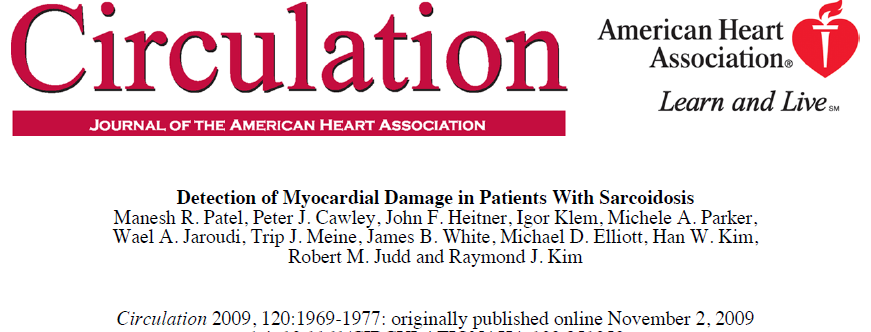 Circulation
American Heart
Association®
Learn and Live℠
JOURNAL OF THE AMERICAN HEART ASSOCIATION
Detection of Myocardial Damage in Patients With Sarcoidosis
Manesh R. Patel, Peter J. Cawley, John F. Heitner, Igor Klem, Michele A. Parker,
Wael A. Jaroudi, Trip J. Meine, James B. White, Michael D. Elliott, Han W. Kim,
Robert M. Judd and Raymond J. Kim
Circulation 2009, 120:1969-1977: originally published online November 2, 2009